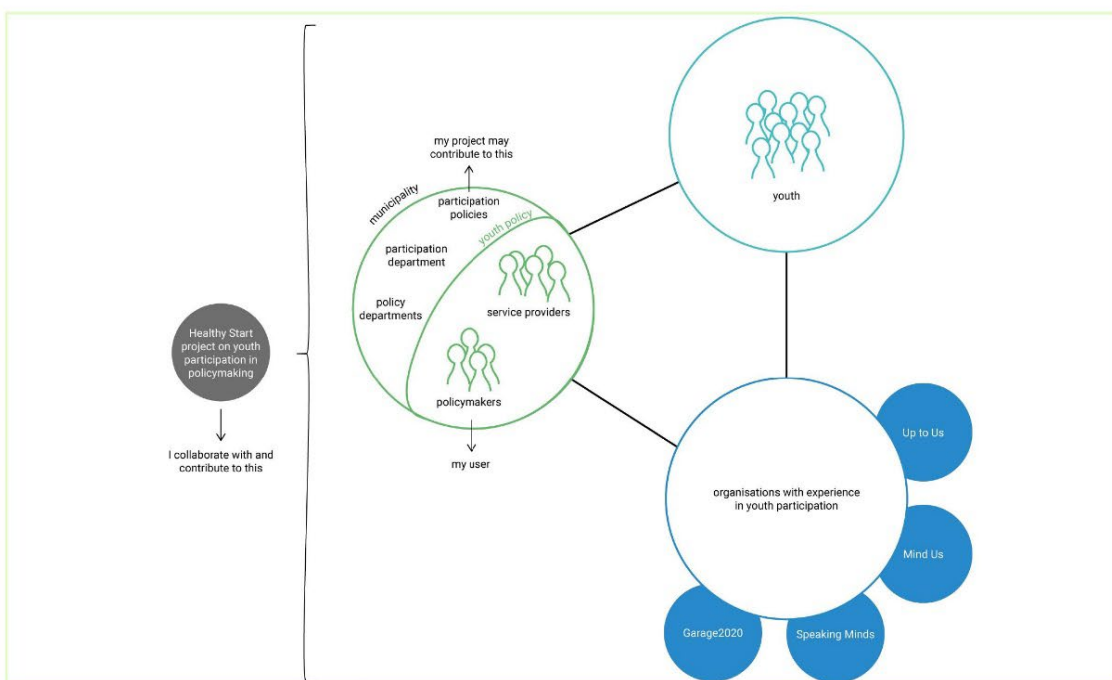 my project may
contribute to this
municipality
participation
policies
youth policy
participation
department
policy
departments
service providers
policymakers
my user
Healthy Start
project on youth
participation in
policymaking
I collaborate with and
contribute to this
youth
organisations with experience
in youth participation
Up to Us
Mind Us
Speaking Minds
Garage2020